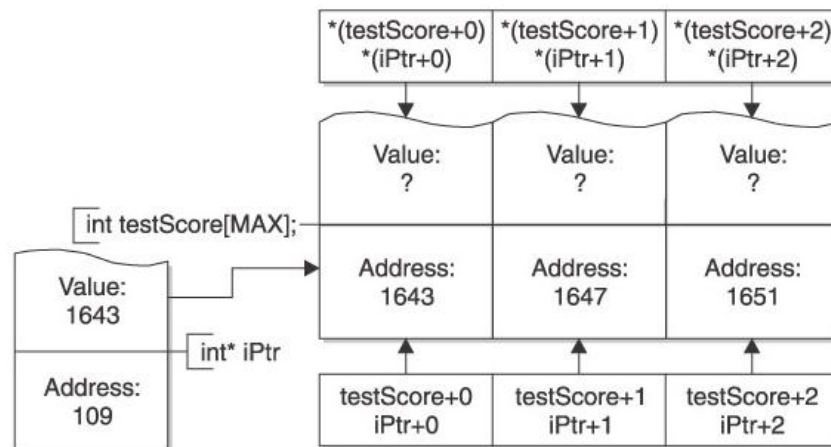 *(testScore+0) *(testScore+1) *(testScore+2)
*(iPtr+0) *(iPtr+1) *(iPtr+2)
Value: Value: Value:
? ? ?
int testScore[MAX];
Address: Address: Address:
1643 1647 1651
Value:
1643
int* iPtr
Address:
109
testScore+0 testScore+1 testScore+2
iPtr+0 iPtr+1 iPtr+2